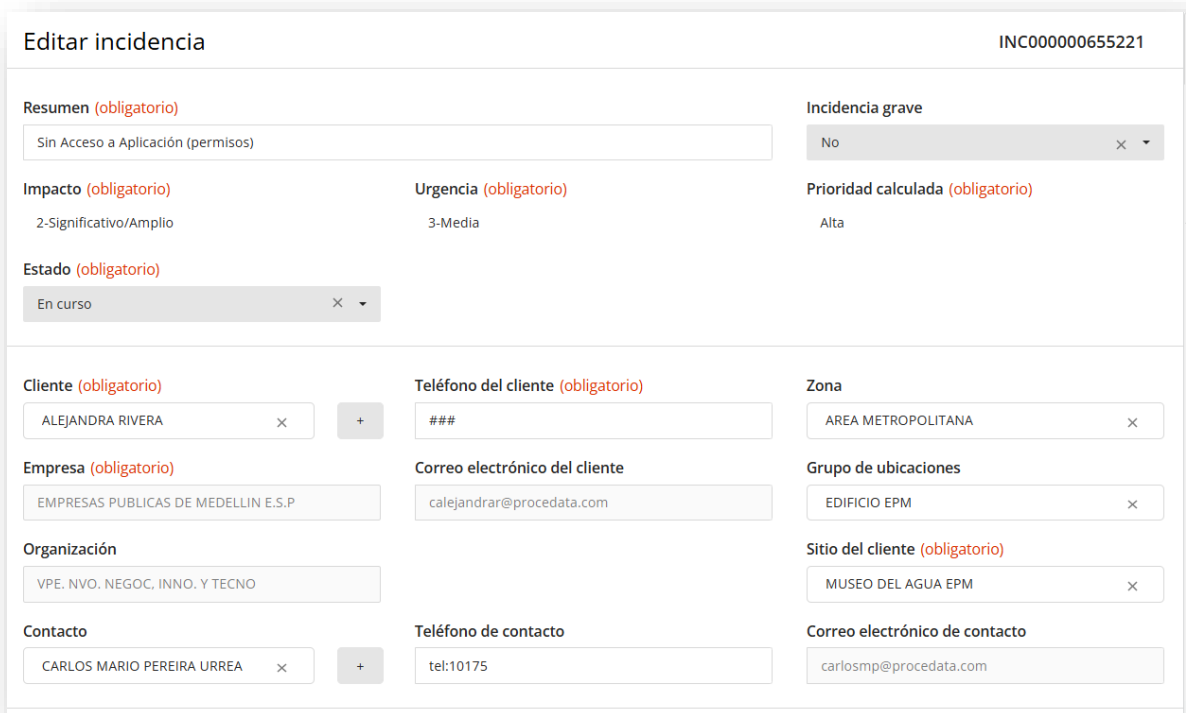 Editar incidencia INC000000655221
Resumen (obligatorio) Incidencia grave
Sin Acceso a Aplicación (permisos) No
Impacto (obligatorio) Urgencia (obligatorio) Prioridad calculada (obligatorio)
2-Significativo/Amplio 3-Media Alta
Estado (obligatorio)
En curso
Cliente (obligatorio) Teléfono del cliente (obligatorio) Zona
ALEJANDRA RIVERA + ### AREA METROPOLITANA
Empresa (obligatorio) Correo electrónico del cliente Grupo de ubicaciones
EMPRESAS PUBLICAS DE MEDELLIN E.S.P calejandrar@procedata.com EDIFICIO EPM
Organización Sitio del cliente (obligatorio)
VPE. NVO. NEGOC, INNO. Y TECNO MUSEO DEL AGUA EPM
Contacto Teléfono de contacto Correo electrónico de contacto
CARLOS MARIO PEREIRA URREA + tel:10175 carlosmp@procedata.com